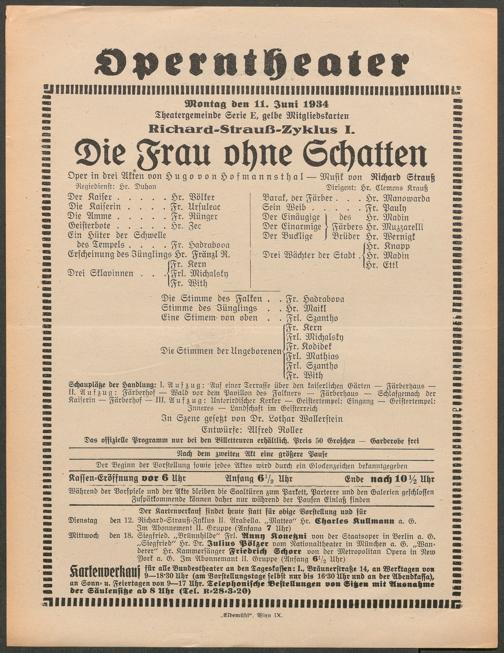 Operntheater
Montag den 11. Juni 1934
Theatergemeinde Serie E, gelbe Mitgliedskarten
Richard-Strauß-Zyklus I.
Die Frau ohne Schatten
Oper in drei Akten von Hugo von Hofmannsthal — Musik von Richard Strauß
Regiedienst: Hr. Duhan Dirigent: Hr. Clemens Krauß
Der Kaiser . . . . . Hr. Völker
Die Kaiserin . . . . Fr. Ursuleac
Die Amme . . . . . Fr. Rünger
Geisterbote . . . . Hr. Zec
Ein Hüter der Schwelle
des Tempels . . . . Fr. Hadrabova
Erscheinung des Jünglings Hr. Fränzl R.
Drei Sklavinnen . . . Fr. Kern
Frl. Michalsky
Fr. With
Barak, der Färber . . . Hr. Manowarda
Sein Weib . . . . . Fr. Pauly
Der Einäugige des Hr. Madin
Der Einarmige Färbers Hr. Muzzarelli
Der Bucklige Brüder Hr. Wernigk
Drei Wächter der Stadt Hr. Knapp
Hr. Madin
Hr. Ettl
Die Stimme des Falken . . Fr. Hadrabova
Stimme des Jünglings . . Hr. Maikl
Eine Stimme von oben . . Frl. Szantho
Die Stimmen der Ungeborenen Fr. Kern
Frl. Michalsky
Fr. Kodidek
Frl. Mathias
Frl. Szantho
Fr. With
Schauplätze der Handlung: I. Aufzug: Auf einer Terrasse über den kaiserlichen Gärten — Färberhaus —
II. Aufzug: Färberhof — Wald vor dem Pavillon des Falkners — Färberhaus — Schlafgemach der
Kaiserin — Färberhof — III. Aufzug: Unterirdischer Kerker — Geistertempel: Eingang — Geistertempel:
Inneres — Landschaft im Geisterreich
In Szene gesetzt von Dr. Lothar Wallerstein
Entwürfe: Alfred Roller
Das offizielle Programm nur bei den Billetteuren erhältlich. Preis 50 Groschen — Garderobe frei
Nach dem zweiten Akt eine größere Pause
Der Beginn der Vorstellung sowie jedes Aktes wird durch ein Glockenzeichen bekanntgegeben
Kassen-Eröffnung vor 6 Uhr Anfang 6½ Uhr Ende nach 10½ Uhr
Während der Vorspiele und der Akte bleiben die Saaltüren zum Parkett, Parterre und den Galerien geschlossen
Zuspätkommende können daher nur während der Pausen Einlaß finden
Der Kartenverkauf findet heute statt für obige Vorstellung und für
Dienstag den 12. Richard-Strauß-Zyklus II. Arabella. „Matteo“ Hr. Charles Kullmann a. G.
Im Abonnement II. Gruppe (Anfang 7 Uhr)
Mittwoch den 13. Siegfried. „Brünnhilde“ Frl. Anny Konetzni von der Staatsoper in Berlin a. G.
„Siegfried“ Hr. Dr. Julius Pölzer vom Nationaltheater in München a. G. „Wan-
derer“ Hr. Kammersänger Friedrich Schorr von der Metropolitan Opera in New
York a. G. Im Abonnement II. Gruppe (Anfang 6½ Uhr)
Kartenverkauf für alle Bundestheater an den Tageskassen: I., Bräunerstraße 14, an Werktagen von
9—18:30 Uhr (am Vorstellungstage selbst nur bis 16:30 Uhr und an der Abendkassa),
an Sonn- u. Feiertagen von 9—17 Uhr. Telephonische Bestellungen von Sitzen mit Ausnahme
der Säulensitze ab 8 Uhr (Tel. R-28-3-20)
„Elbemühl“, Wien IX.